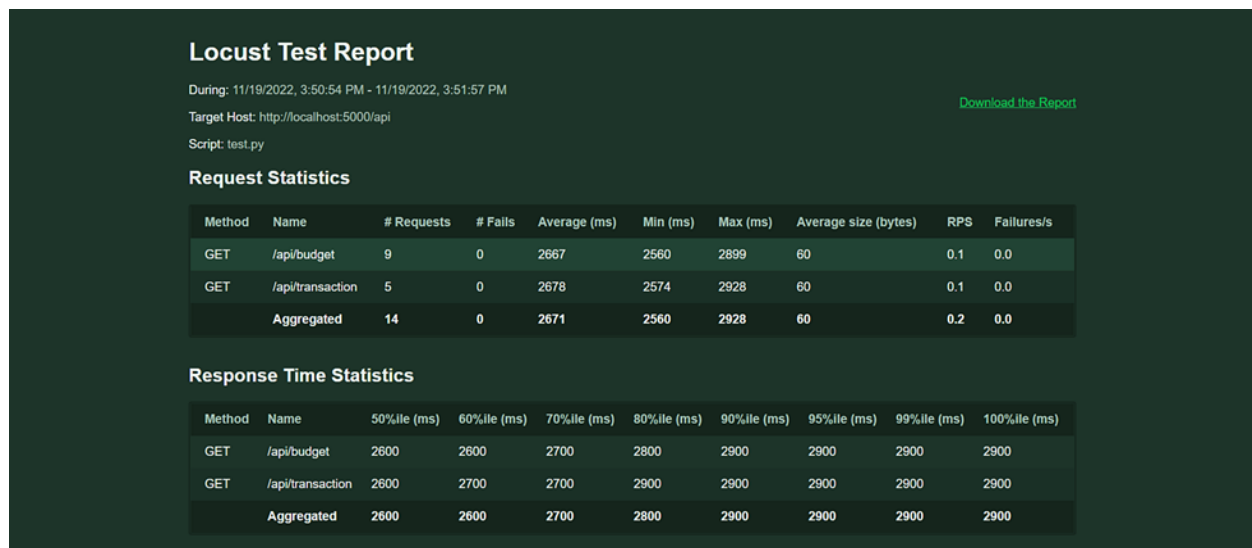 Locust Test Report
During: 11/19/2022, 3:50:54 PM - 11/19/2022, 3:51:57 PM
Download the Report
Target Host: http://localhost:5000/api
Script: test.py
Request Statistics
Method Name # Requests # Fails Average (ms) Min (ms) Max (ms) Average size (bytes) RPS Failures/s
GET /api/budget 9 0 2667 2560 2899 60 0.1 0.0
GET /api/transaction 5 0 2678 2574 2928 60 0.1 0.0
Aggregated 14 0 2671 2560 2928 60 0.2 0.0
Response Time Statistics
Method Name 50%ile (ms) 60%ile (ms) 70%ile (ms) 80%ile (ms) 90%ile (ms) 95%ile (ms) 99%ile (ms) 100%ile (ms)
GET /api/budget 2600 2600 2700 2800 2900 2900 2900 2900
GET /api/transaction 2600 2700 2700 2900 2900 2900 2900 2900
Aggregated 2600 2600 2700 2800 2900 2900 2900 2900